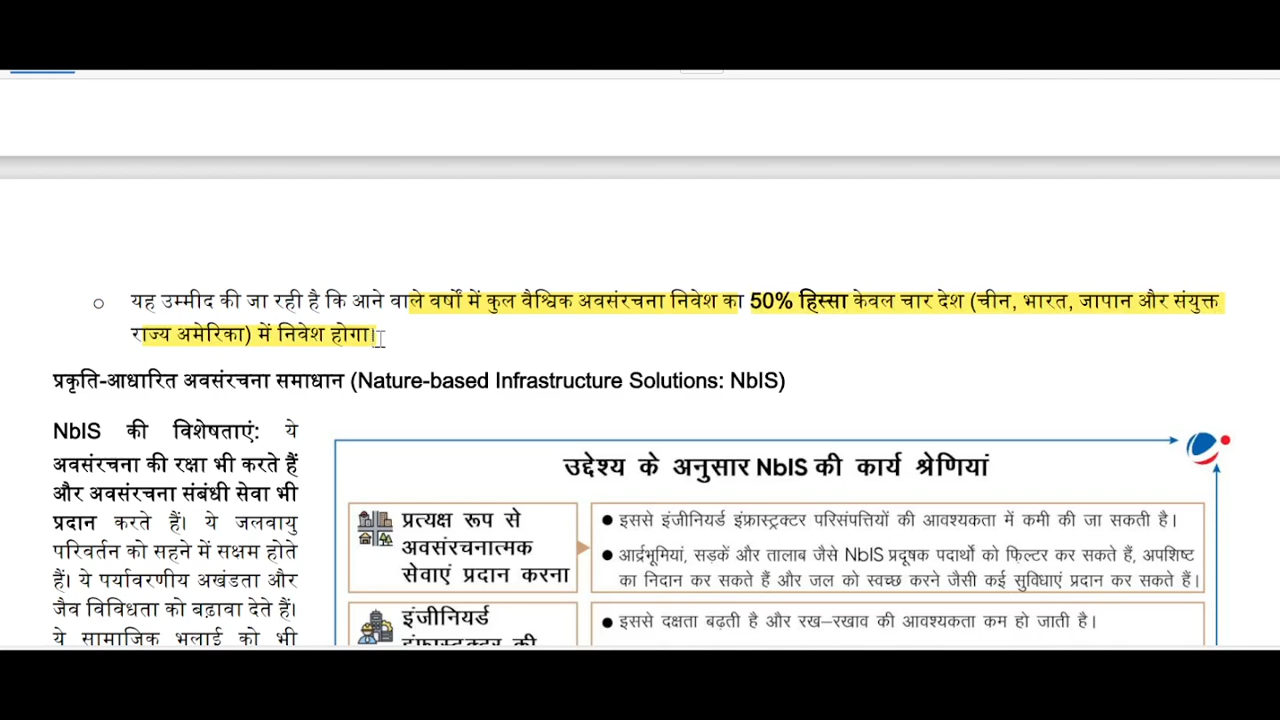 ○ यह उम्मीद की जा रही है कि आने वाले वर्षों में कुल वैश्विक अवसंरचना निवेश का 50% हिस्सा केवल चार देश (चीन, भारत, जापान और संयुक्त
राज्य अमेरिका) में निवेश होगा।
प्रकृति-आधारित अवसंरचना समाधान (Nature-based Infrastructure Solutions: NbIS)
NbIS की विशेषताएं: ये
अवसंरचना की रक्षा भी करते हैं
और अवसंरचना संबंधी सेवा भी
प्रदान करते हैं। ये जलवायु
परिवर्तन को सहने में सक्षम होते
हैं। ये पर्यावरणीय अखंडता और
जैव विविधता को बढ़ावा देते हैं।
ये सामाजिक भलाई को भी
उद्देश्य के अनुसार NbIS की कार्य श्रेणियां
प्रत्यक्ष रूप से
अवसंरचनात्मक
सेवाएं प्रदान करना
● इससे इंजीनियर्ड इंफ्रास्ट्रक्टर परिसंपत्तियों की आवश्यकता में कमी की जा सकती है।
● आर्द्रभूमियां, सड़कें और तालाब जैसे NbIS प्रदूषक पदार्थो को फ़िल्टर कर सकते हैं, अपशिष्ट
का निदान कर सकते हैं और जल को स्वच्छ करने जैसी कई सुविधाएं प्रदान कर सकते हैं।
इंजीनियर्ड
इंफ्रास्ट्रक्टर की
● इससे दक्षता बढ़ती है और रख–रखाव की आवश्यकता कम हो जाती है।